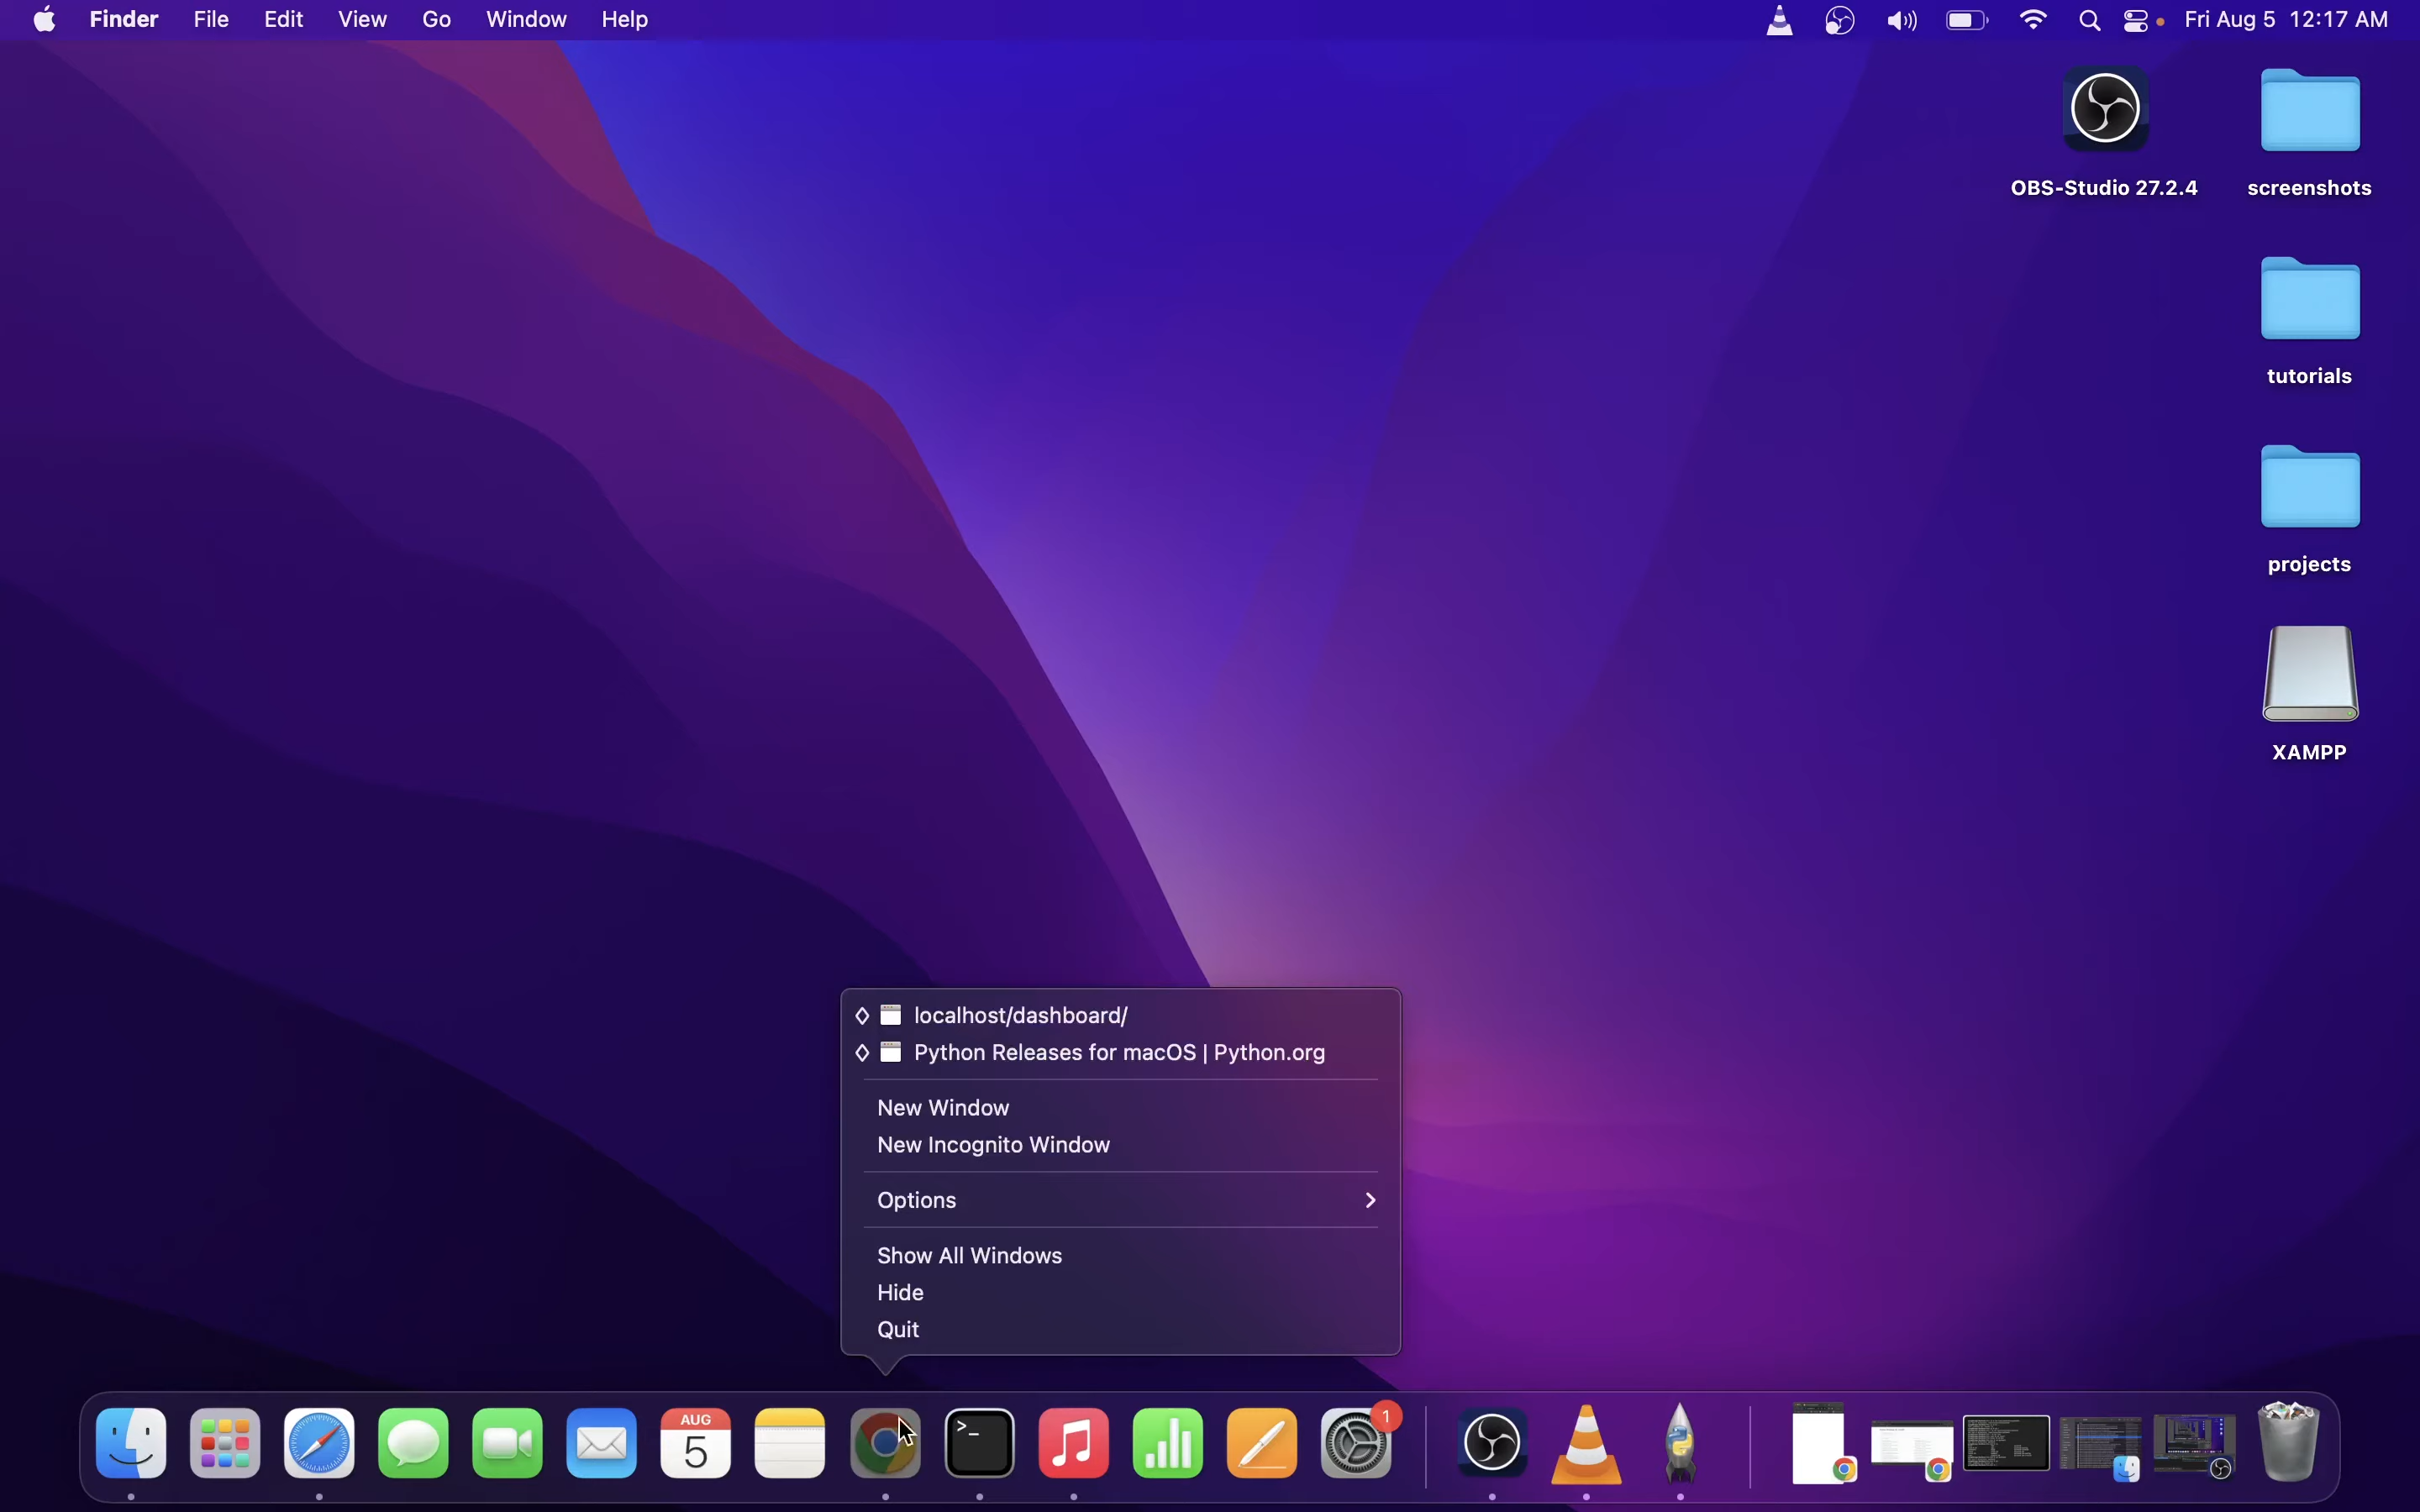 Finder File Edit View Go Window Help Fri Aug 5 12:17 AM
OBS-Studio 27.2.4
screenshots
tutorials
projects
XAMPP
localhost/dashboard/
Python Releases for macOS | Python.org
New Window
New Incognito Window
Options
Show All Windows
Hide
Quit
AUG
5
>_
1